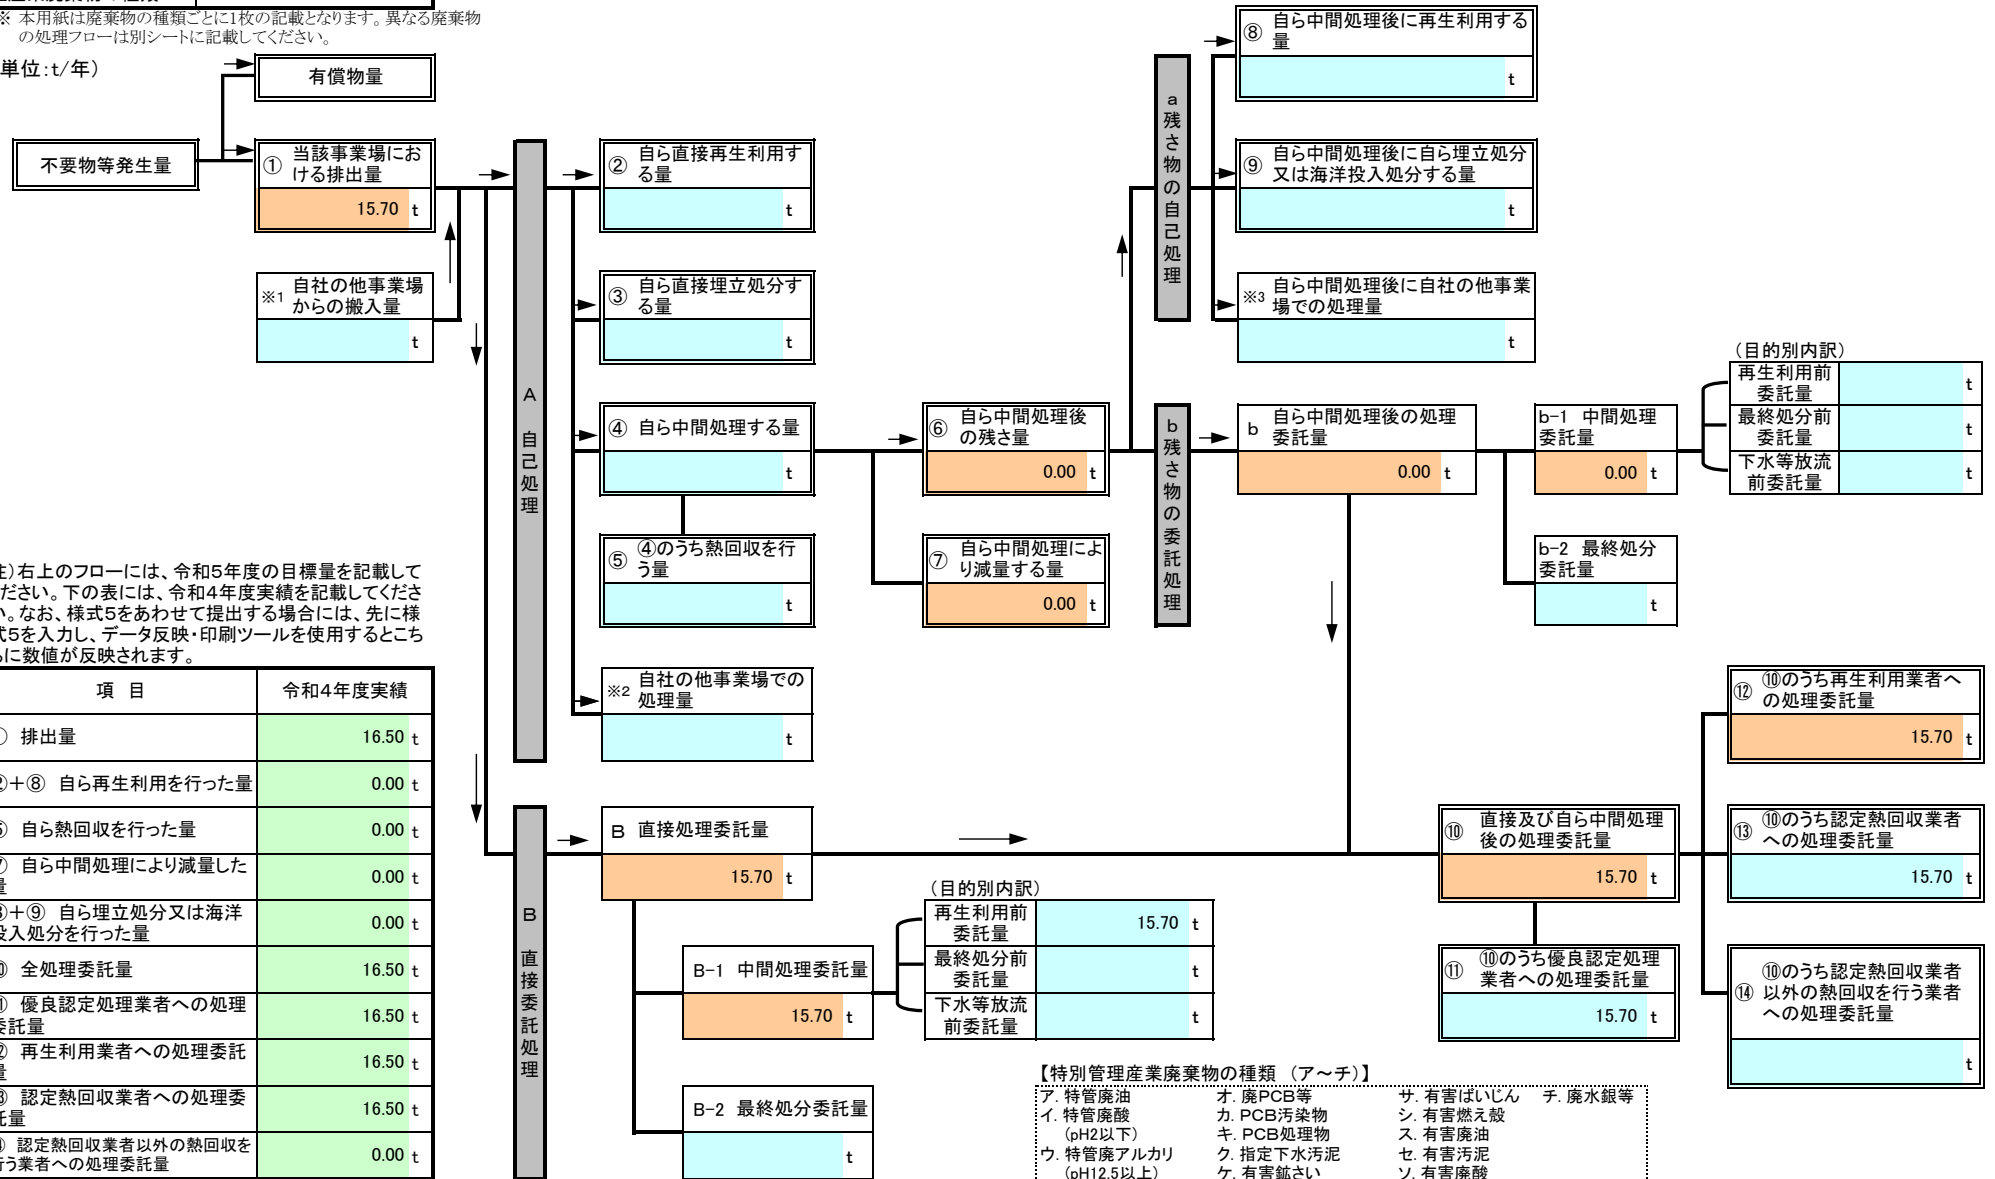 ※ 本用紙は廃棄物の種類ごとに1枚の記載となります。異なる廃棄物
の処理フローは別シートに記載してください。
単位：t/年）
有償物量
不要物等発生量
① 当該事業場にお
ける排出量
15.70 t
※1 自社の他事業場
からの搬入量
t
A 自己処理
② 自ら直接再生利用す
る量
t
③ 自ら直接埋立処分す
る量
t
④ 自ら中間処理する量
t
⑤ ④のうち熱回収を行
う量
t
※2 自社の他事業場での
処理量
t
⑥ 自ら中間処理後
の残さ量
0.00 t
⑦ 自ら中間処理によ
り減量する量
0.00 t
a 残さ物の自己処理
⑧ 自ら中間処理後に再生利用する
量
t
⑨ 自ら中間処理後に自ら埋立処分
又は海洋投入処分する量
t
※3 自ら中間処理後に自社の他事業
場での処理量
t
b 残さ物の委託処理
b 自ら中間処理後の処理
委託量
0.00 t
b-1 中間処理
委託量
0.00 t
b-2 最終処分
委託量
t
（目的別内訳）
再生利用前
委託量
t
最終処分前
委託量
t
下水等放流
前委託量
t
注）右上のフローには、令和5年度の目標量を記載して
ください。下の表には、令和4年度実績を記載してくださ
い。なお、様式5をあわせて提出する場合には、先に様
式5を入力し、データ反映・印刷ツールを使用するとこち
らに数値が反映されます。
項 目 令和4年度実績
① 排出量 16.50 t
②＋⑧ 自ら再生利用を行った量 0.00 t
⑤ 自ら熱回収を行った量 0.00 t
⑦ 自ら中間処理により減量した
量 0.00 t
③＋⑨ 自ら埋立処分又は海洋
投入処分を行った量 0.00 t
⑩ 全処理委託量 16.50 t
⑪ 優良認定処理業者への処理
委託量 16.50 t
⑫ 再生利用業者への処理委託
量 16.50 t
⑬ 認定熱回収業者への処理委
託量 16.50 t
⑭ 認定熱回収業者以外の熱回収を
行う業者への処理委託量 0.00 t
B 直接委託処理
B 直接処理委託量
15.70 t
B-1 中間処理委託量
15.70 t
B-2 最終処分委託量
t
（目的別内訳）
再生利用前
委託量
15.70 t
最終処分前
委託量
t
下水等放流
前委託量
t
⑩ 直接及び自ら中間処理
後の処理委託量
15.70 t
⑪ ⑩のうち優良認定処理
業者への処理委託量
15.70 t
⑫ ⑩のうち再生利用業者へ
の処理委託量
15.70 t
⑬ ⑩のうち認定熱回収業者
への処理委託量
15.70 t
⑭ ⑩のうち認定熱回収業者
以外の熱回収を行う業者
への処理委託量
t
【特別管理産業廃棄物の種類 （ア～チ）】
ア．特管廃油 オ．廃PCB等 サ．有害ばいじん チ．廃水銀等
イ．特管廃酸 カ．PCB汚染物 シ．有害燃え殻
（pH2以下） キ．PCB処理物 ス．有害廃油
ウ．特管廃アルカリ ク．指定下水汚泥 セ．有害汚泥
（pH12.5以上） ケ．有害鉱さい ソ．有害廃酸